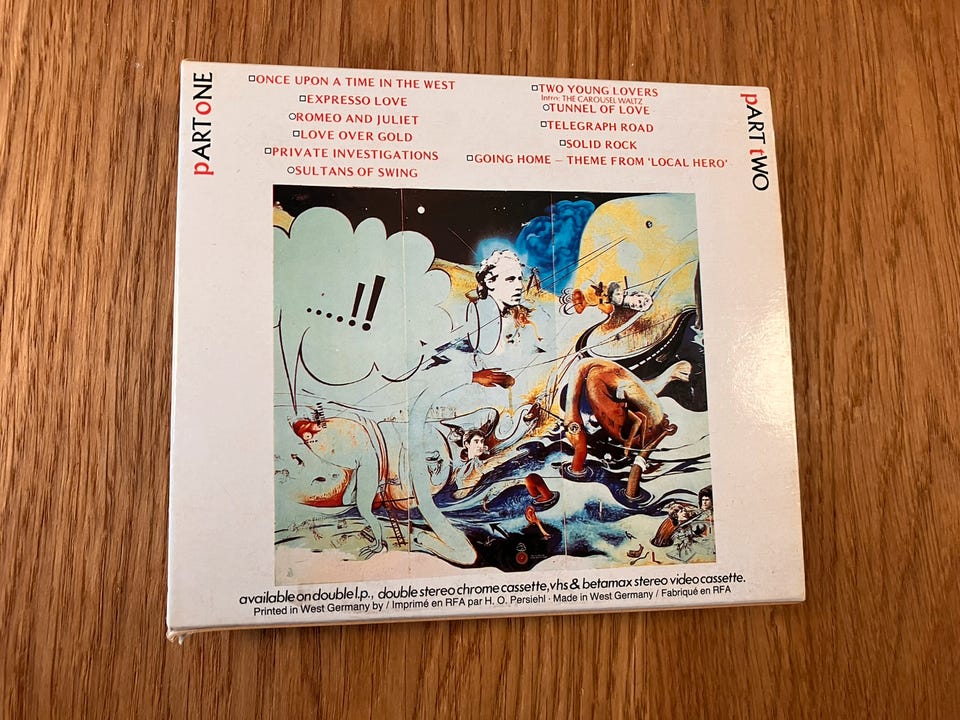 pARTONE
□ONCE UPON A TIME IN THE WEST
□EXPRESSO LOVE
○ROMEO AND JULIET
□LOVE OVER GOLD
□PRIVATE INVESTIGATIONS
○SULTANS OF SWING
pART tWO
□TWO YOUNG LOVERS
Intro: THE CAROUSEL WALTZ
○TUNNEL OF LOVE
□TELEGRAPH ROAD
□SOLID ROCK
□GOING HOME – THEME FROM ‘LOCAL HERO’
....!!
available on double l.p., double stereo chrome cassette, vhs & betamax stereo video cassette.
Printed in West Germany by / Imprimé en RFA par H. O. Persiehl · Made in West Germany / Fabriqué en RFA